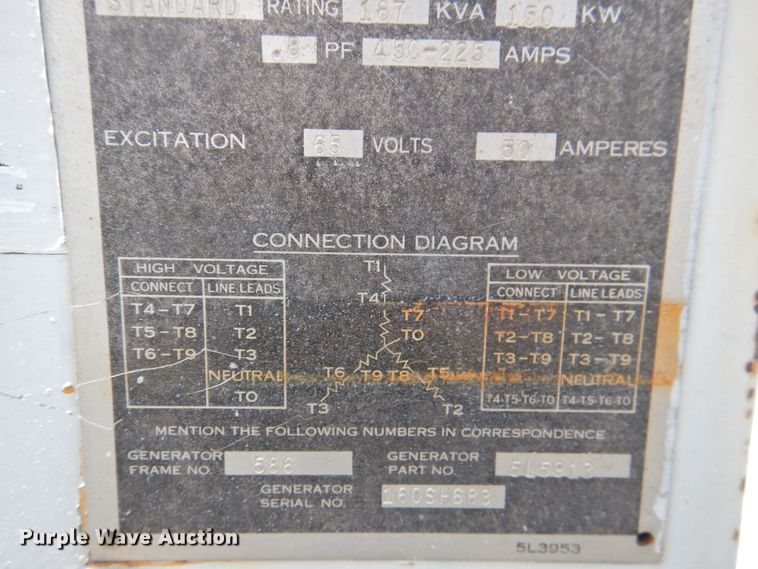 STANDARD RATING 187 KVA 150 KW
.8 PF 450-225 AMPS
EXCITATION 65 VOLTS 50 AMPERES
CONNECTION DIAGRAM
HIGH VOLTAGE
CONNECT LINE LEADS
T4-T7 T1
T5-T8 T2
T6-T9 T3
NEUTRAL
T0
T1
T4
T7
T0
T6 T9 T8 T5
T3 T2
LOW VOLTAGE
CONNECT LINE LEADS
T1-T7 T1-T7
T2-T8 T2-T8
T3-T9 T3-T9
NEUTRAL
T4-T5-T6-T0 T4-T5-T6-T0
MENTION THE FOLLOWING NUMBERS IN CORRESPONDENCE
GENERATOR FRAME NO. 586
GENERATOR PART NO. 5L5913
GENERATOR SERIAL NO. 160SH683
5L3953
Purple Wave Auction